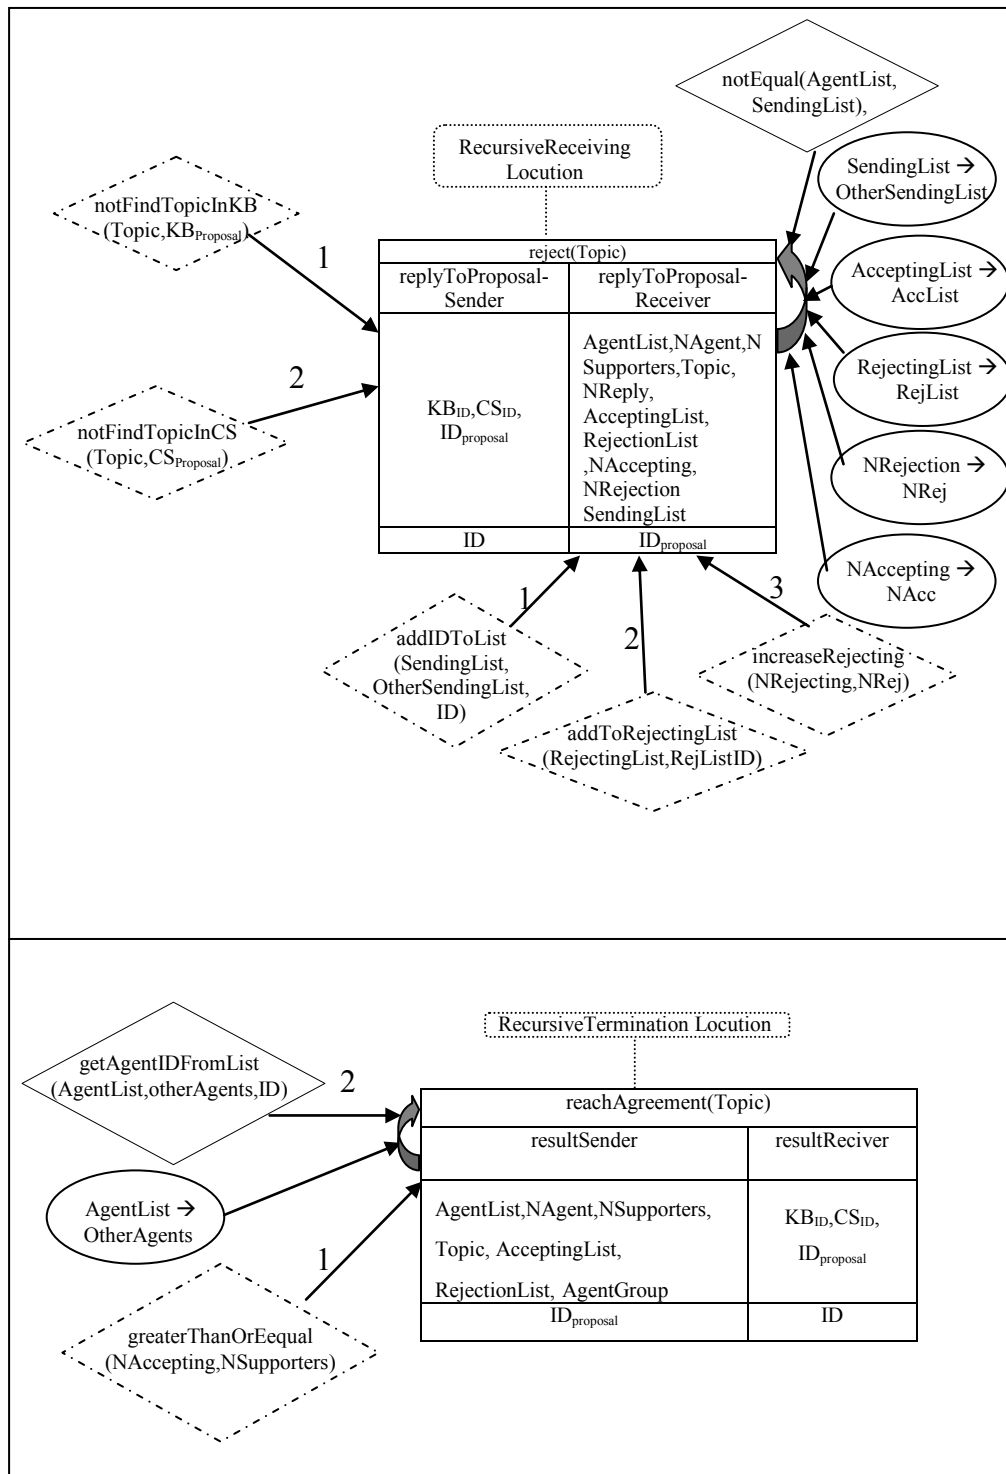 notEqual(AgentList,
SendingList),
RecursiveReceiving
Locution
SendingList →
OtherSendingList
notFindTopicInKB
(Topic,KBProposal)
1
reject(Topic)
replyToProposal-
Sender
replyToProposal-
Receiver
AcceptingList →
AccList
AgentList,NAgent,N
Supporters,Topic,
NReply,
AcceptingList,
RejectionList
,NAccepting,
NRejection
SendingList
KBID,CSID,
IDproposal
RejectingList →
RejList
2
notFindTopicInCS
(Topic,CSProposal)
NRejection →
NRej
ID
IDproposal
NAccepting →
NAcc
1
2
3
addIDToList
(SendingList,
OtherSendingList,
ID)
increaseRejecting
(NRejecting,NRej)
addToRejectingList
(RejectingList,RejListID)
RecursiveTermination Locution
getAgentIDFromList
(AgentList,otherAgents,ID)
2
reachAgreement(Topic)
resultSender
resultReciver
AgentList →
OtherAgents
AgentList,NAgent,NSupporters,
Topic, AcceptingList,
RejectionList, AgentGroup
KBID,CSID,
IDproposal
1
IDproposal
ID
greaterThanOrEequal
(NAccepting,NSupporters)